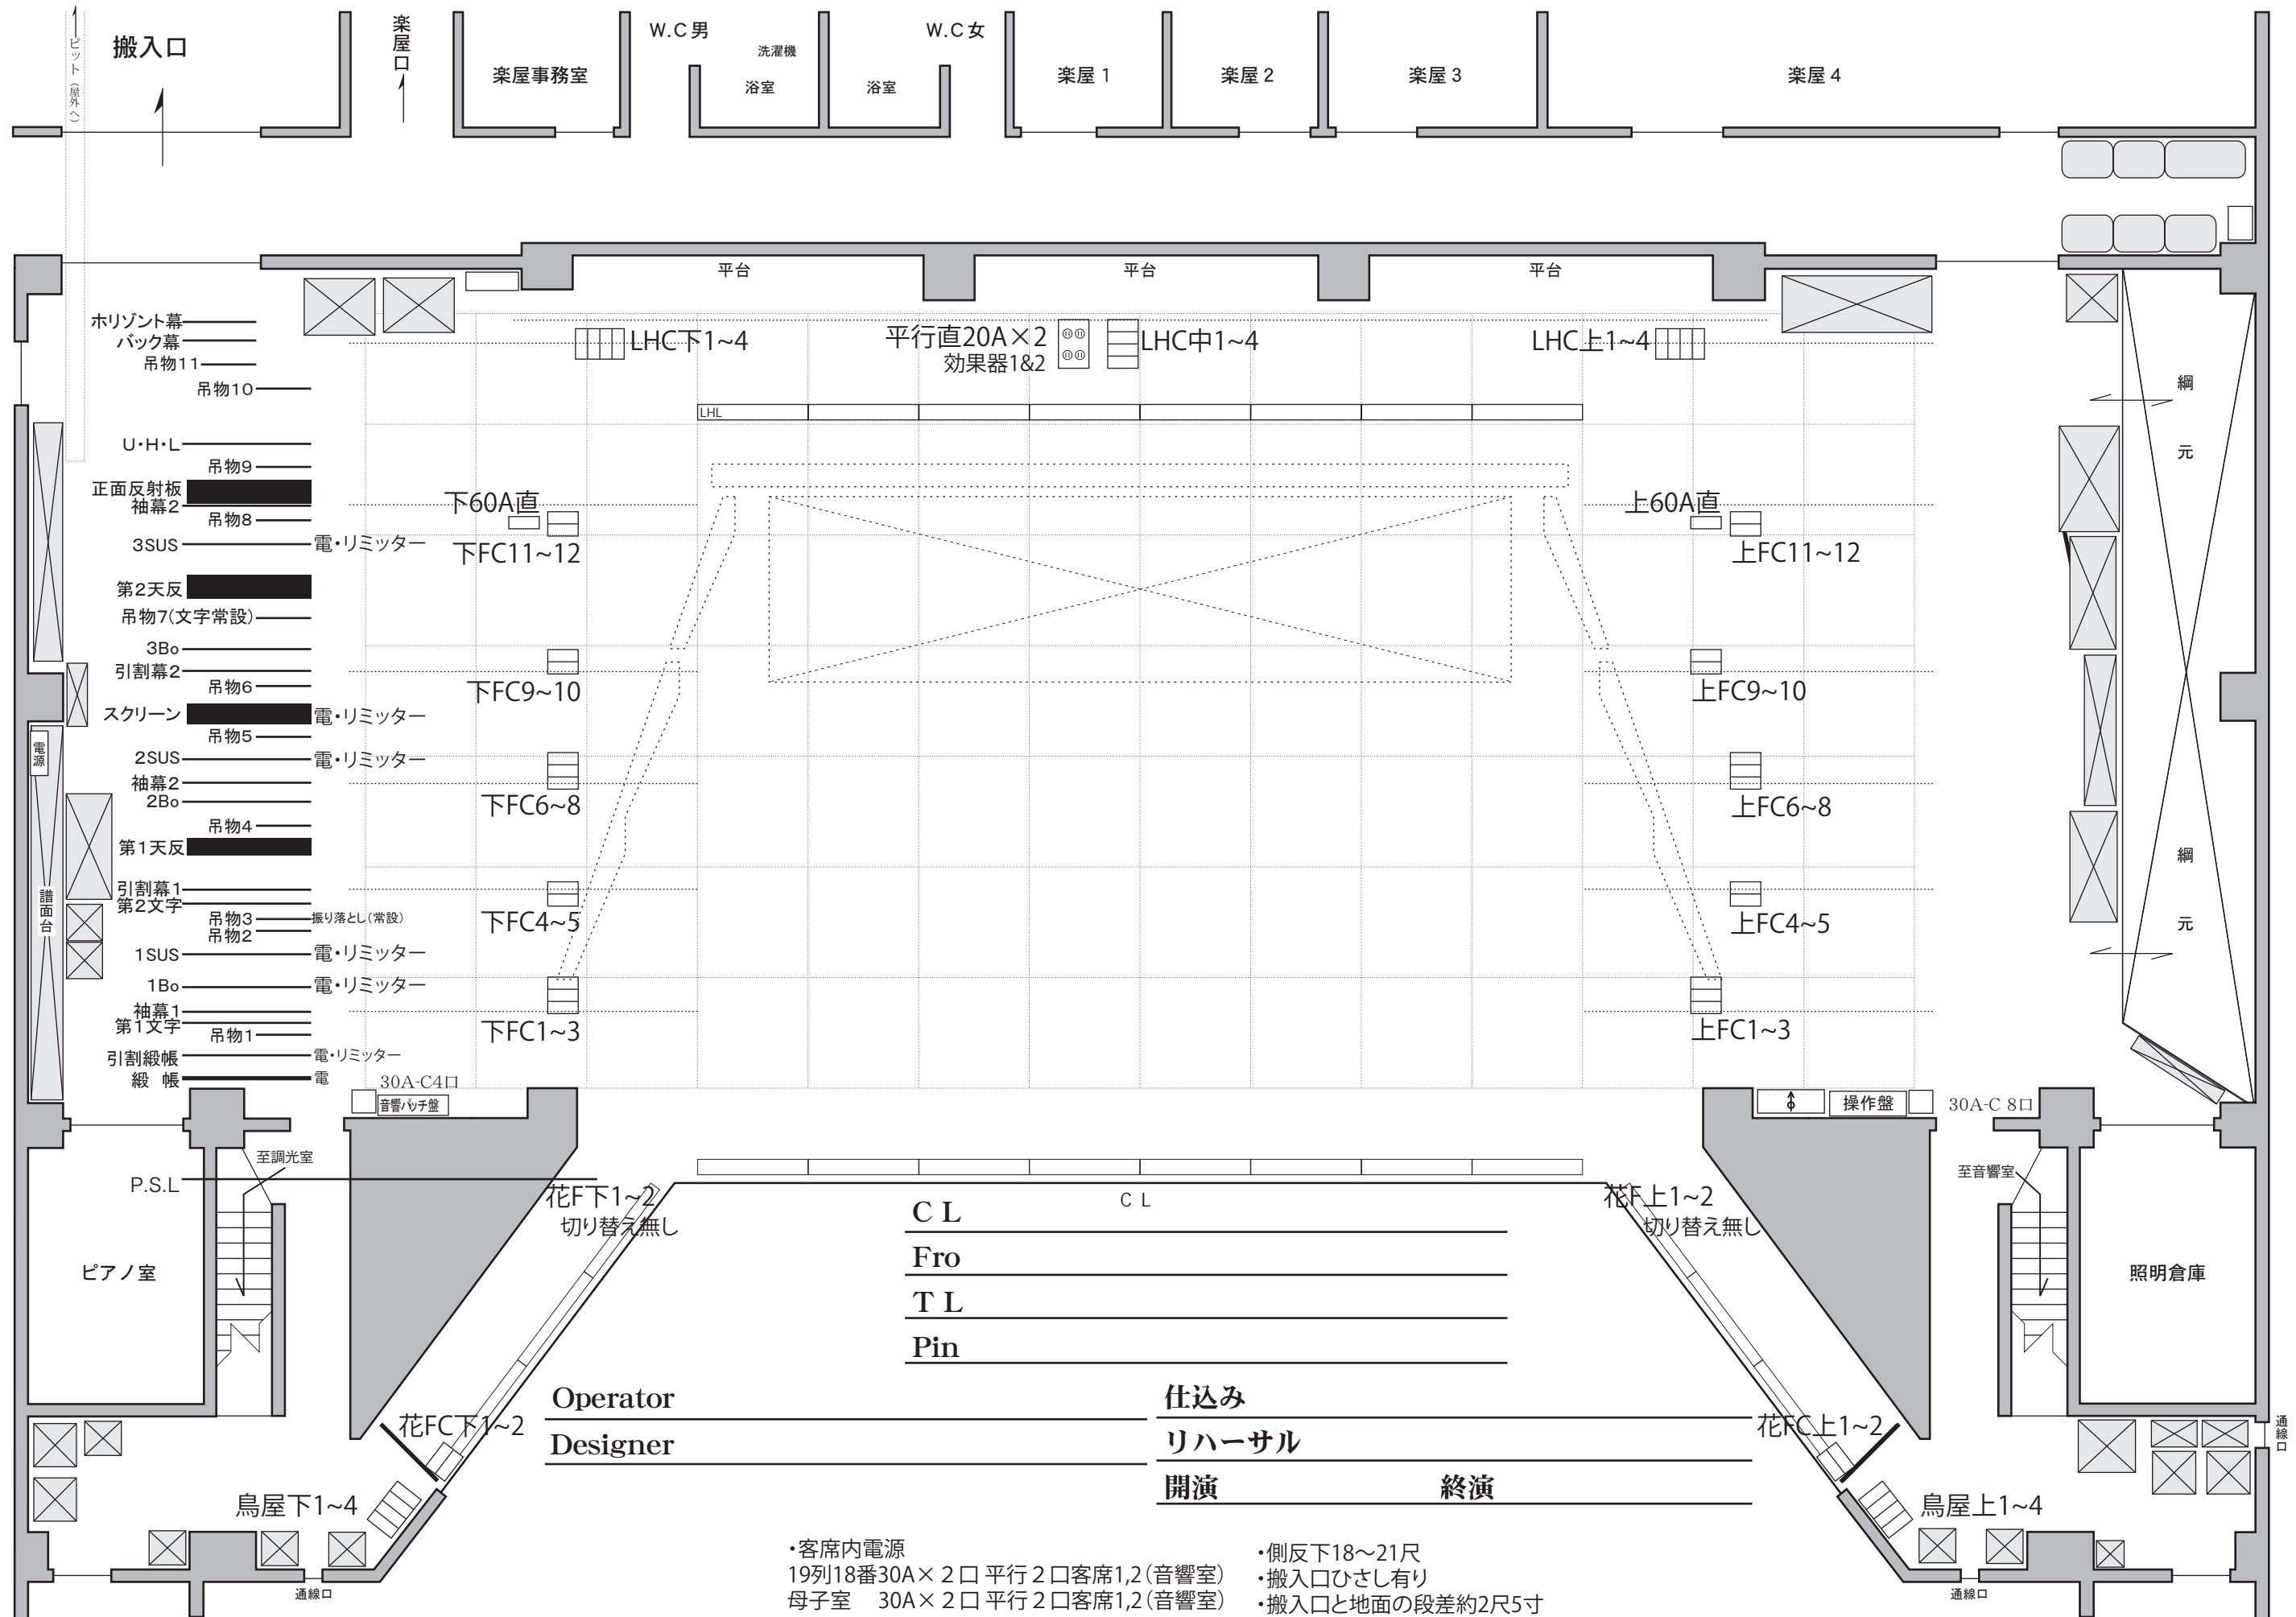 ピット（屋外へ）
搬入口
楽屋口
楽屋事務室
W.C男
洗濯機
浴室
W.C女
浴室
楽屋1
楽屋2
楽屋3
楽屋4
平台
平台
平台
ホリゾント幕
バック幕
吊物11
吊物10
U・H・L
吊物9
正面反射板
袖幕2
吊物8
3SUS 電・リミッター
第2天反
吊物7(文字常設)
3Bo
引割幕2
吊物6
スクリーン 電・リミッター
吊物5
2SUS 電・リミッター
袖幕2
2Bo
吊物4
第1天反
引割幕1
第2文字
吊物3 振り落とし(常設)
吊物2
1SUS 電・リミッター
1Bo 電・リミッター
袖幕1
第1文字
吊物1
引割緞帳 電・リミッター
緞 帳 電
電源
譜面台
LHC下1~4
平行直20A×2
効果器1&2
LHC中1~4
LHC上1~4
LHL
下60A直
下FC11~12
上60A直
上FC11~12
下FC9~10
上FC9~10
下FC6~8
上FC6~8
下FC4~5
上FC4~5
下FC1~3
上FC1~3
綱元
綱元
30A-C4口
音響パッチ盤
操作盤
30A-C 8口
至調光室
P.S.L
ピアノ室
至音響室
照明倉庫
花F下1~2
切り替え無し
花F上1~2
切り替え無し
C L
C L
Fro
T L
Pin
Operator
Designer
仕込み
リハーサル
開演 終演
花FC下1~2
花FC上1~2
鳥屋下1~4
鳥屋上1~4
通線口
通線口
通線口
・客席内電源
19列18番30A×2口 平行2口客席1,2(音響室)
母子室 30A×2口 平行2口客席1,2(音響室)
・側反下18〜21尺
・搬入口ひさし有り
・搬入口と地面の段差約2尺5寸